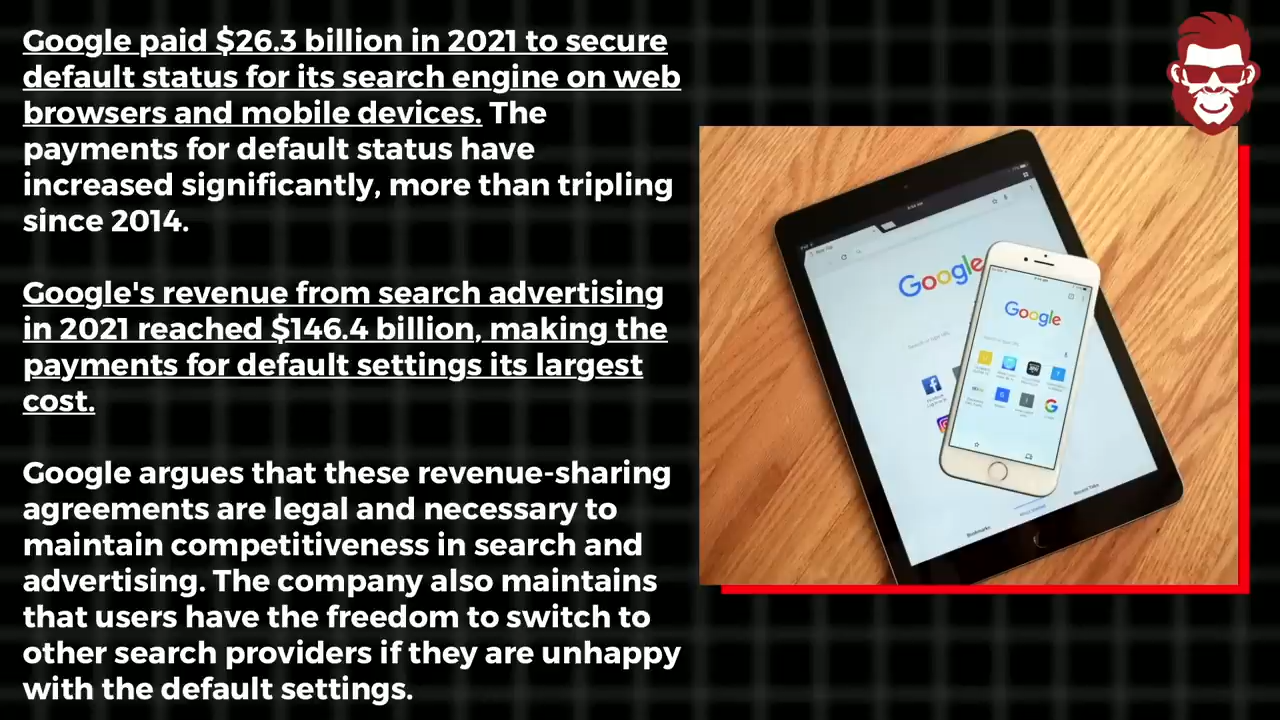 Google paid $26.3 billion in 2021 to secure
default status for its search engine on web
browsers and mobile devices. The
payments for default status have
increased significantly, more than tripling
since 2014.
Google's revenue from search advertising
in 2021 reached $146.4 billion, making the
payments for default settings its largest
cost.
Google argues that these revenue-sharing
agreements are legal and necessary to
maintain competitiveness in search and
advertising. The company also maintains
that users have the freedom to switch to
other search providers if they are unhappy
with the default settings.
Google
Google
Facebook
Bookmarks
Recent Tabs